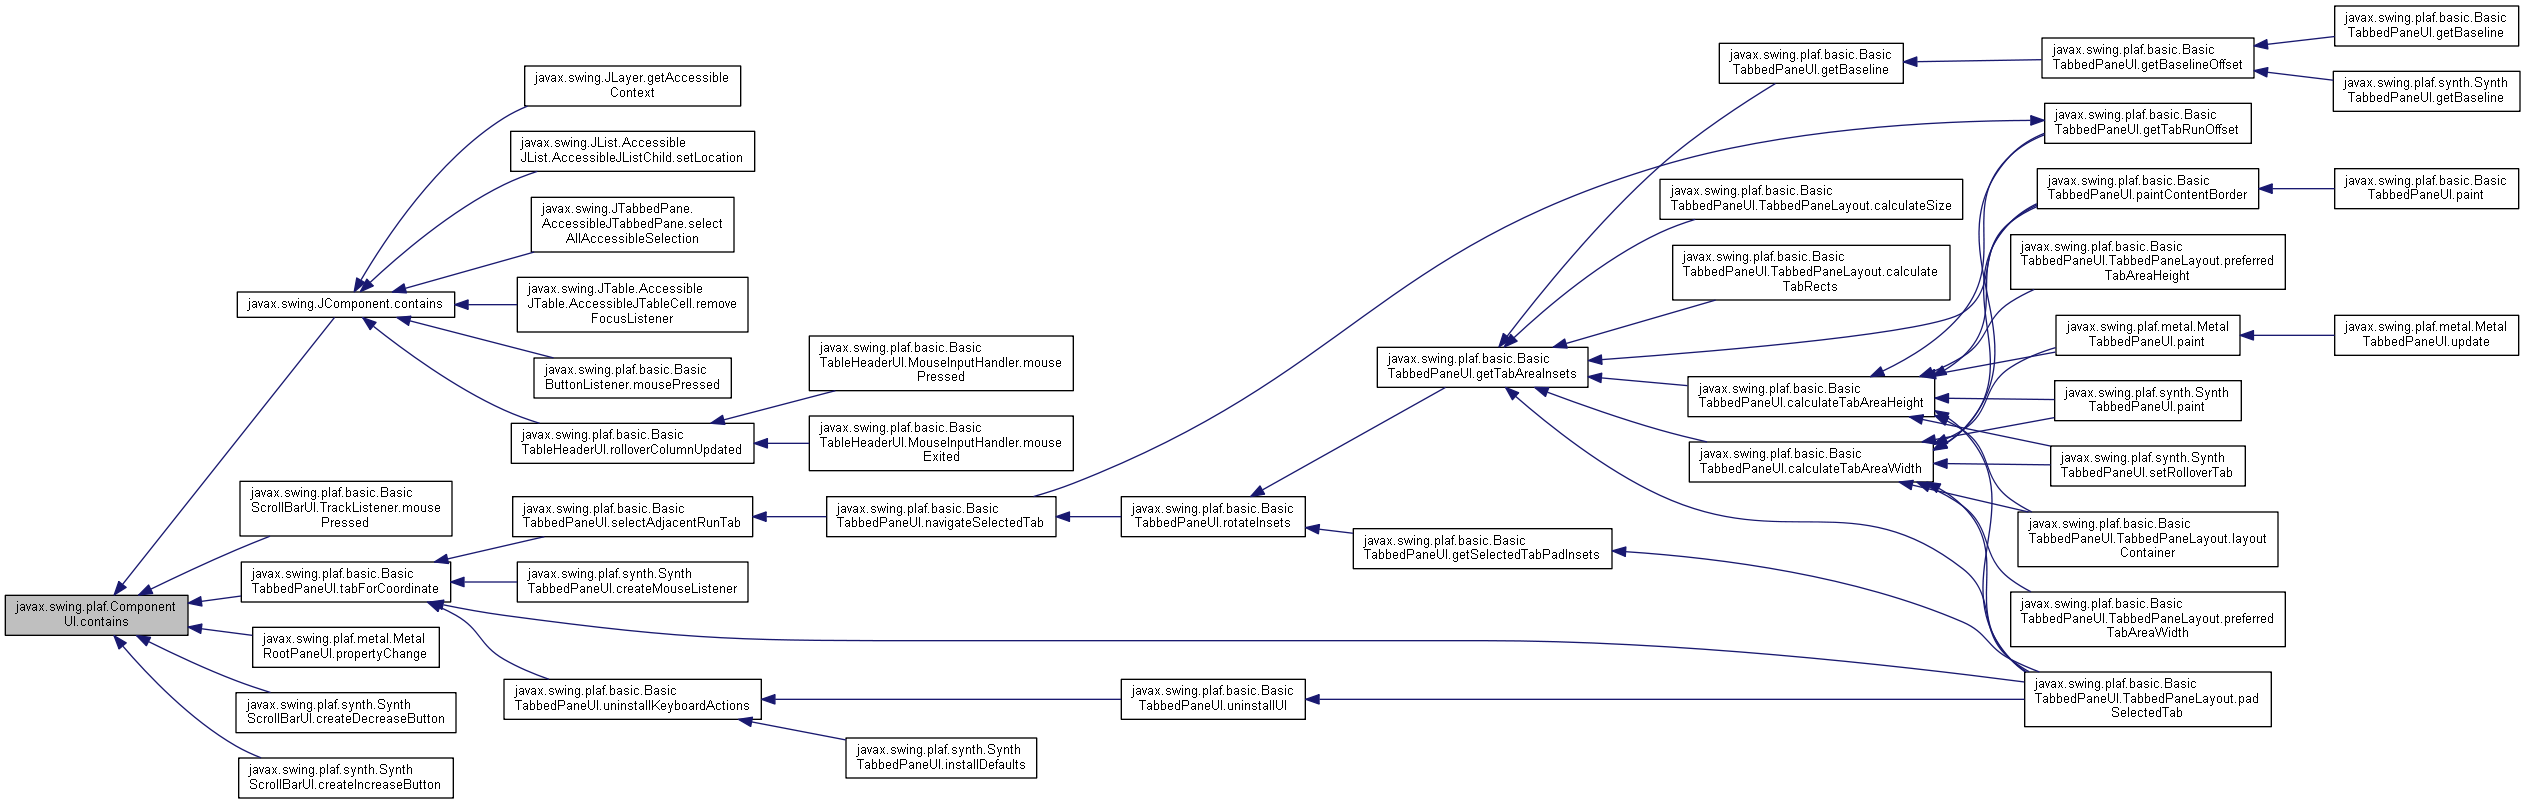 javax.swing.plaf.Component
UI.contains
javax.swing.JComponent.contains
javax.swing.plaf.basic.Basic
ScrollBarUI.TrackListener.mouse
Pressed
javax.swing.plaf.basic.Basic
TabbedPaneUI.tabForCoordinate
javax.swing.plaf.metal.Metal
RootPaneUI.propertyChange
javax.swing.plaf.synth.Synth
ScrollBarUI.createDecreaseButton
javax.swing.plaf.synth.Synth
ScrollBarUI.createIncreaseButton
javax.swing.JLayer.getAccessible
Context
javax.swing.JList.Accessible
JList.AccessibleJListChild.setLocation
javax.swing.JTabbedPane.
AccessibleJTabbedPane.select
AllAccessibleSelection
javax.swing.JTable.Accessible
JTable.AccessibleJTableCell.remove
FocusListener
javax.swing.plaf.basic.Basic
ButtonListener.mousePressed
javax.swing.plaf.basic.Basic
TableHeaderUI.rolloverColumnUpdated
javax.swing.plaf.basic.Basic
TabbedPaneUI.selectAdjacentRunTab
javax.swing.plaf.synth.Synth
TabbedPaneUI.createMouseListener
javax.swing.plaf.basic.Basic
TabbedPaneUI.uninstallKeyboardActions
javax.swing.plaf.basic.Basic
TableHeaderUI.MouseInputHandler.mouse
Pressed
javax.swing.plaf.basic.Basic
TableHeaderUI.MouseInputHandler.mouse
Exited
javax.swing.plaf.basic.Basic
TabbedPaneUI.navigateSelectedTab
javax.swing.plaf.synth.Synth
TabbedPaneUI.installDefaults
javax.swing.plaf.basic.Basic
TabbedPaneUI.rotateInsets
javax.swing.plaf.basic.Basic
TabbedPaneUI.uninstallUI
javax.swing.plaf.basic.Basic
TabbedPaneUI.getTabAreaInsets
javax.swing.plaf.basic.Basic
TabbedPaneUI.getSelectedTabPadInsets
javax.swing.plaf.basic.Basic
TabbedPaneUI.getBaseline
javax.swing.plaf.basic.Basic
TabbedPaneUI.TabbedPaneLayout.calculateSize
javax.swing.plaf.basic.Basic
TabbedPaneUI.TabbedPaneLayout.calculate
TabRects
javax.swing.plaf.basic.Basic
TabbedPaneUI.calculateTabAreaHeight
javax.swing.plaf.basic.Basic
TabbedPaneUI.calculateTabAreaWidth
javax.swing.plaf.basic.Basic
TabbedPaneUI.getBaselineOffset
javax.swing.plaf.basic.Basic
TabbedPaneUI.getTabRunOffset
javax.swing.plaf.basic.Basic
TabbedPaneUI.paintContentBorder
javax.swing.plaf.basic.Basic
TabbedPaneUI.TabbedPaneLayout.preferred
TabAreaHeight
javax.swing.plaf.metal.Metal
TabbedPaneUI.paint
javax.swing.plaf.synth.Synth
TabbedPaneUI.paint
javax.swing.plaf.synth.Synth
TabbedPaneUI.setRolloverTab
javax.swing.plaf.basic.Basic
TabbedPaneUI.TabbedPaneLayout.layout
Container
javax.swing.plaf.basic.Basic
TabbedPaneUI.TabbedPaneLayout.preferred
TabAreaWidth
javax.swing.plaf.basic.Basic
TabbedPaneUI.TabbedPaneLayout.pad
SelectedTab
javax.swing.plaf.basic.Basic
TabbedPaneUI.getBaseline
javax.swing.plaf.synth.Synth
TabbedPaneUI.getBaseline
javax.swing.plaf.basic.Basic
TabbedPaneUI.paint
javax.swing.plaf.metal.Metal
TabbedPaneUI.update